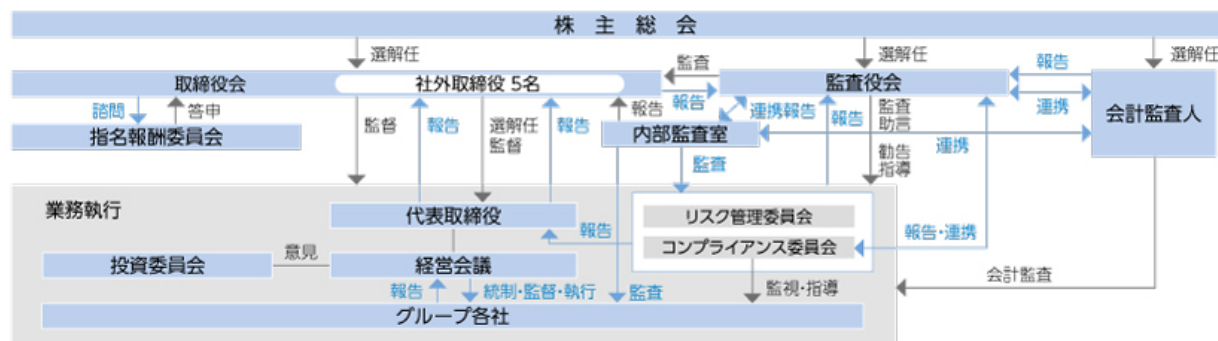 株主総会
選解任
選解任
選解任
取締役会
社外取締役 5名
監査
報告
監査役会
報告
連携
会計監査人
諮問
答申
指名報酬委員会
監督
報告
選解任
監督
報告
報告
連携報告
内部監査室
監査
報告
監査
助言
勧告
指導
連携
業務執行
代表取締役
リスク管理委員会
コンプライアンス委員会
報告
報告・連携
投資委員会
意見
経営会議
報告
統制・監督・執行
監査
監視・指導
会計監査
グループ各社